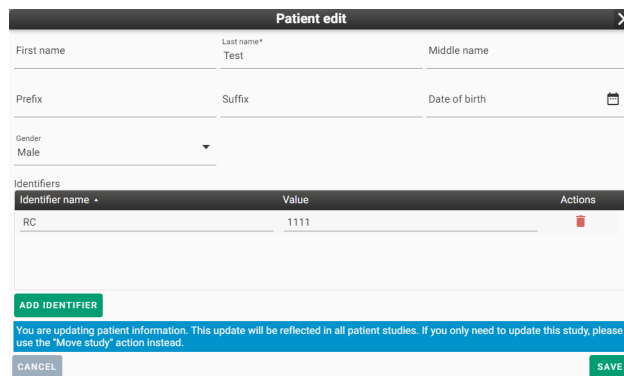 Patient edit
First name
Last name*
Test
Middle name
Prefix
Suffix
Date of birth
Gender
Male
Identifiers
Identifier name
Value
Actions
RC
1111
ADD IDENTIFIER
You are updating patient information. This update will be reflected in all patient studies. If you only need to update this study, please
use the "Move study" action instead.
CANCEL
SAVE